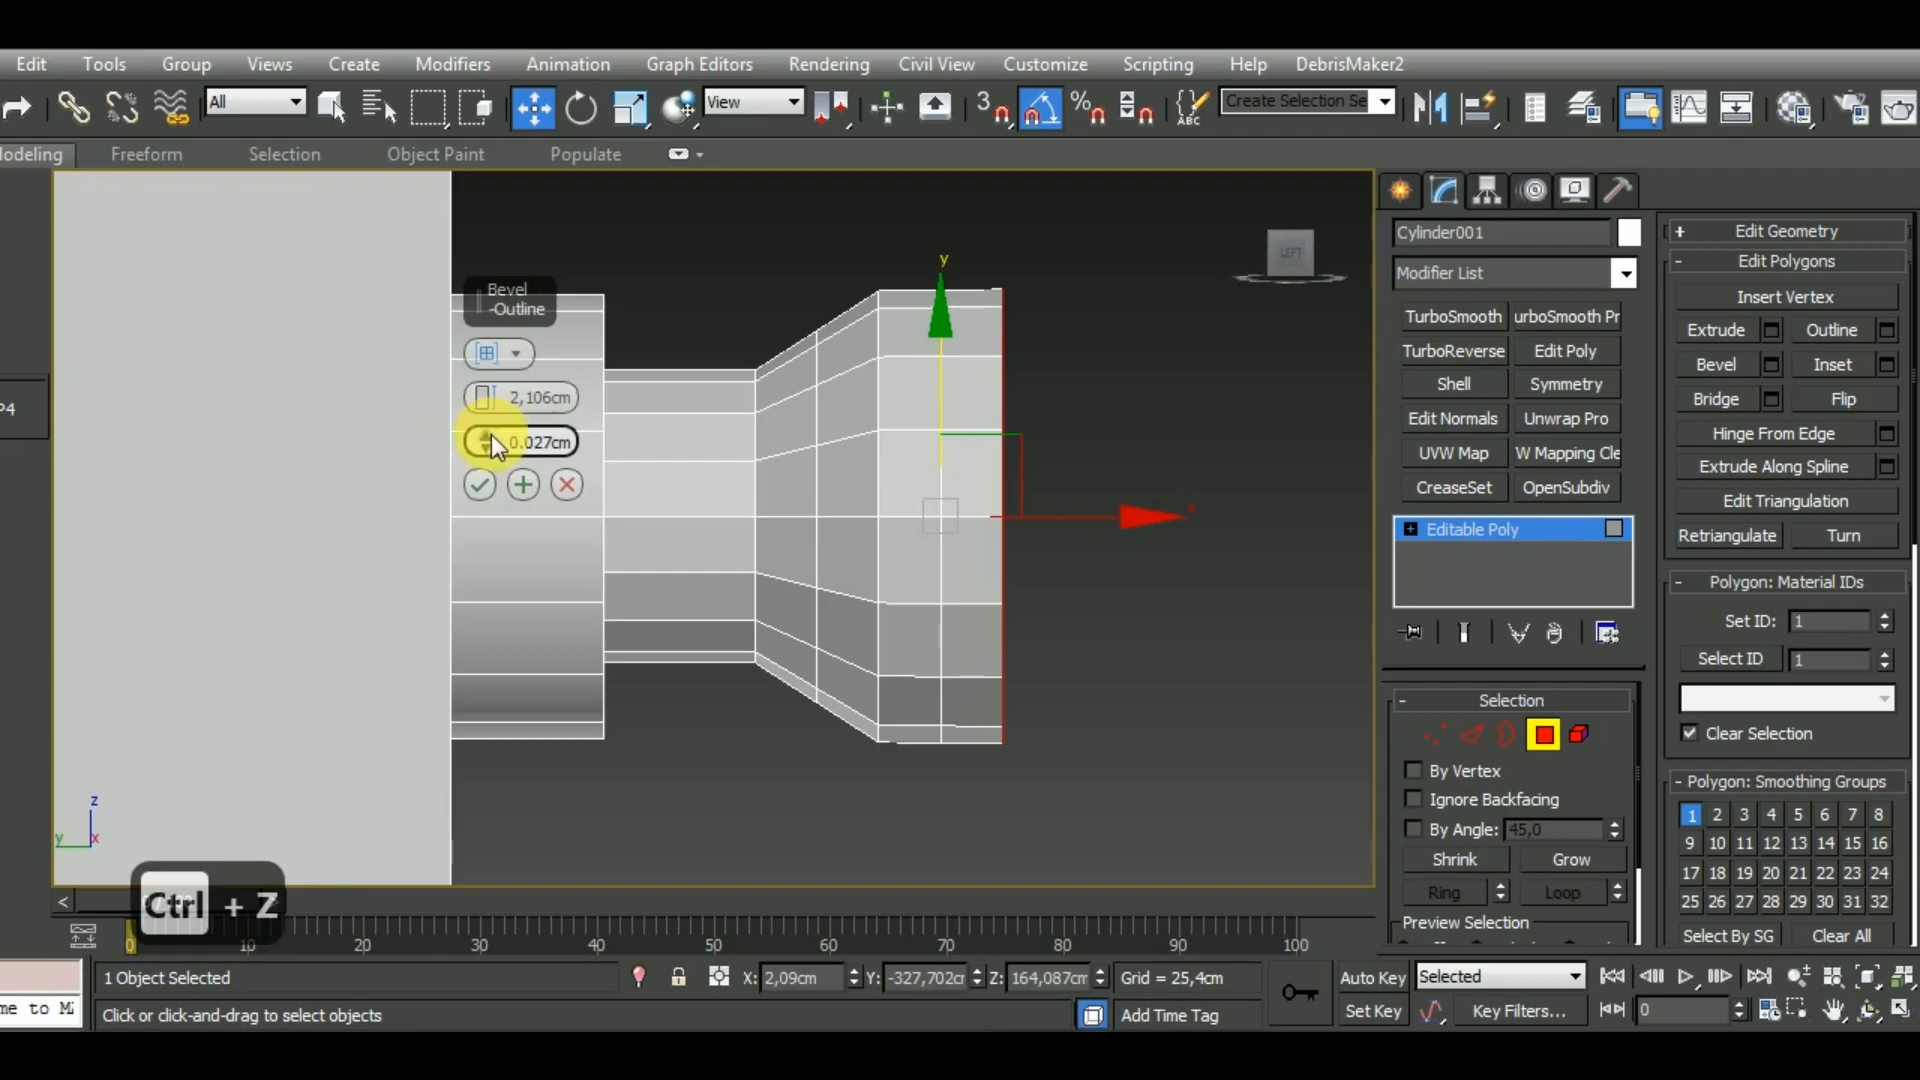 Edit Tools Group Views Create Modifiers Animation Graph Editors Rendering Civil View Customize Scripting Help DebrisMaker2
All View 3 % ABC Create Selection Se
odeling Freeform Selection Object Paint Populate
P4
Bevel
-Outline
2,106cm
0.027cm
y
x
LEFT
z
y x
Ctrl + Z
Cylinder001
Modifier List
TurboSmooth urboSmooth Pr
TurboReverse Edit Poly
Shell Symmetry
Edit Normals Unwrap Pro
UVW Map W Mapping Cle
CreaseSet OpenSubdiv
Editable Poly
- Selection
By Vertex
Ignore Backfacing
By Angle: 45,0
Shrink Grow
Ring Loop
Preview Selection
+ Edit Geometry
- Edit Polygons
Insert Vertex
Extrude Outline
Bevel Inset
Bridge Flip
Hinge From Edge
Extrude Along Spline
Edit Triangulation
Retriangulate Turn
- Polygon: Material IDs
Set ID: 1
Select ID 1
Clear Selection
- Polygon: Smoothing Groups
1 2 3 4 5 6 7 8
9 10 11 12 13 14 15 16
17 18 19 20 21 22 23 24
25 26 27 28 29 30 31 32
Select By SG Clear All
<
0 10 20 30 40 50 60 70 80 90 100
1 Object Selected X: 2,09cm Y: -327,702cr Z: 164,087cm Grid = 25,4cm Auto Key Selected
me to M Click or click-and-drag to select objects Add Time Tag Set Key Key Filters... 0